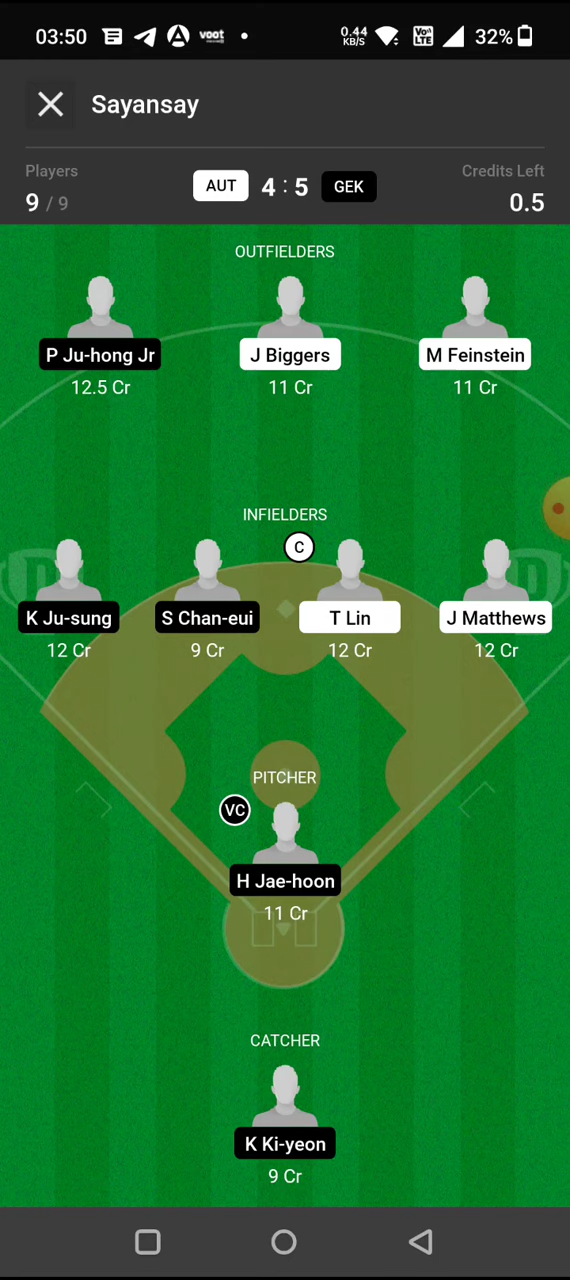 03:50 voot 0.44 KB/S Vo LTE 32%
Sayansay
Players
Credits Left
9 / 9
AUT 4 : 5 GEK
0.5
OUTFIELDERS
P Ju-hong Jr
J Biggers
M Feinstein
12.5 Cr
11 Cr
11 Cr
INFIELDERS
C
K Ju-sung
S Chan-eui
T Lin
J Matthews
12 Cr
9 Cr
12 Cr
12 Cr
PITCHER
VC
H Jae-hoon
11 Cr
CATCHER
K Ki-yeon
9 Cr